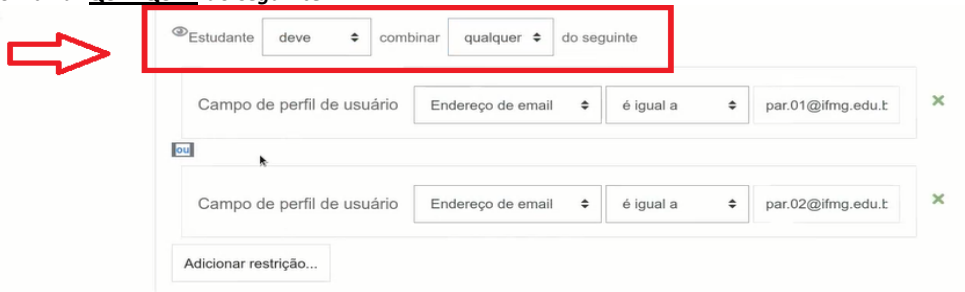 Estudante deve combinar qualquer do seguinte
Campo de perfil de usuário Endereço de email é igual a par.01@ifmg.edu.b
ou
Campo de perfil de usuário Endereço de email é igual a par.02@ifmg.edu.b
Adicionar restrição...